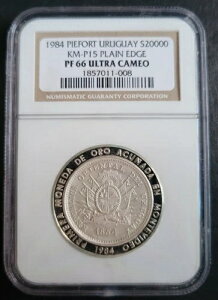 1984 PIEFORT URUGUAY S20000
KM-P15 PLAIN EDGE
PF 66 ULTRA CAMEO
1857011-008
NUMISMATIC GUARANTY CORPORATION
PRIMERA MONEDA DE ORO ACUÑADA EN MONTEVIDEO
1984